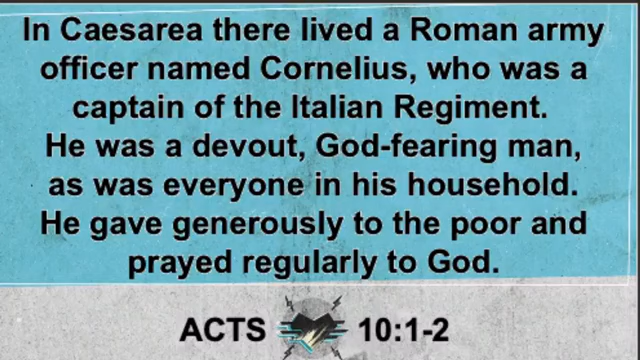 In Caesarea there lived a Roman army
officer named Cornelius, who was a
captain of the Italian Regiment.
He was a devout, God-fearing man,
as was everyone in his household.
He gave generously to the poor and
prayed regularly to God.
ACTS 10:1-2